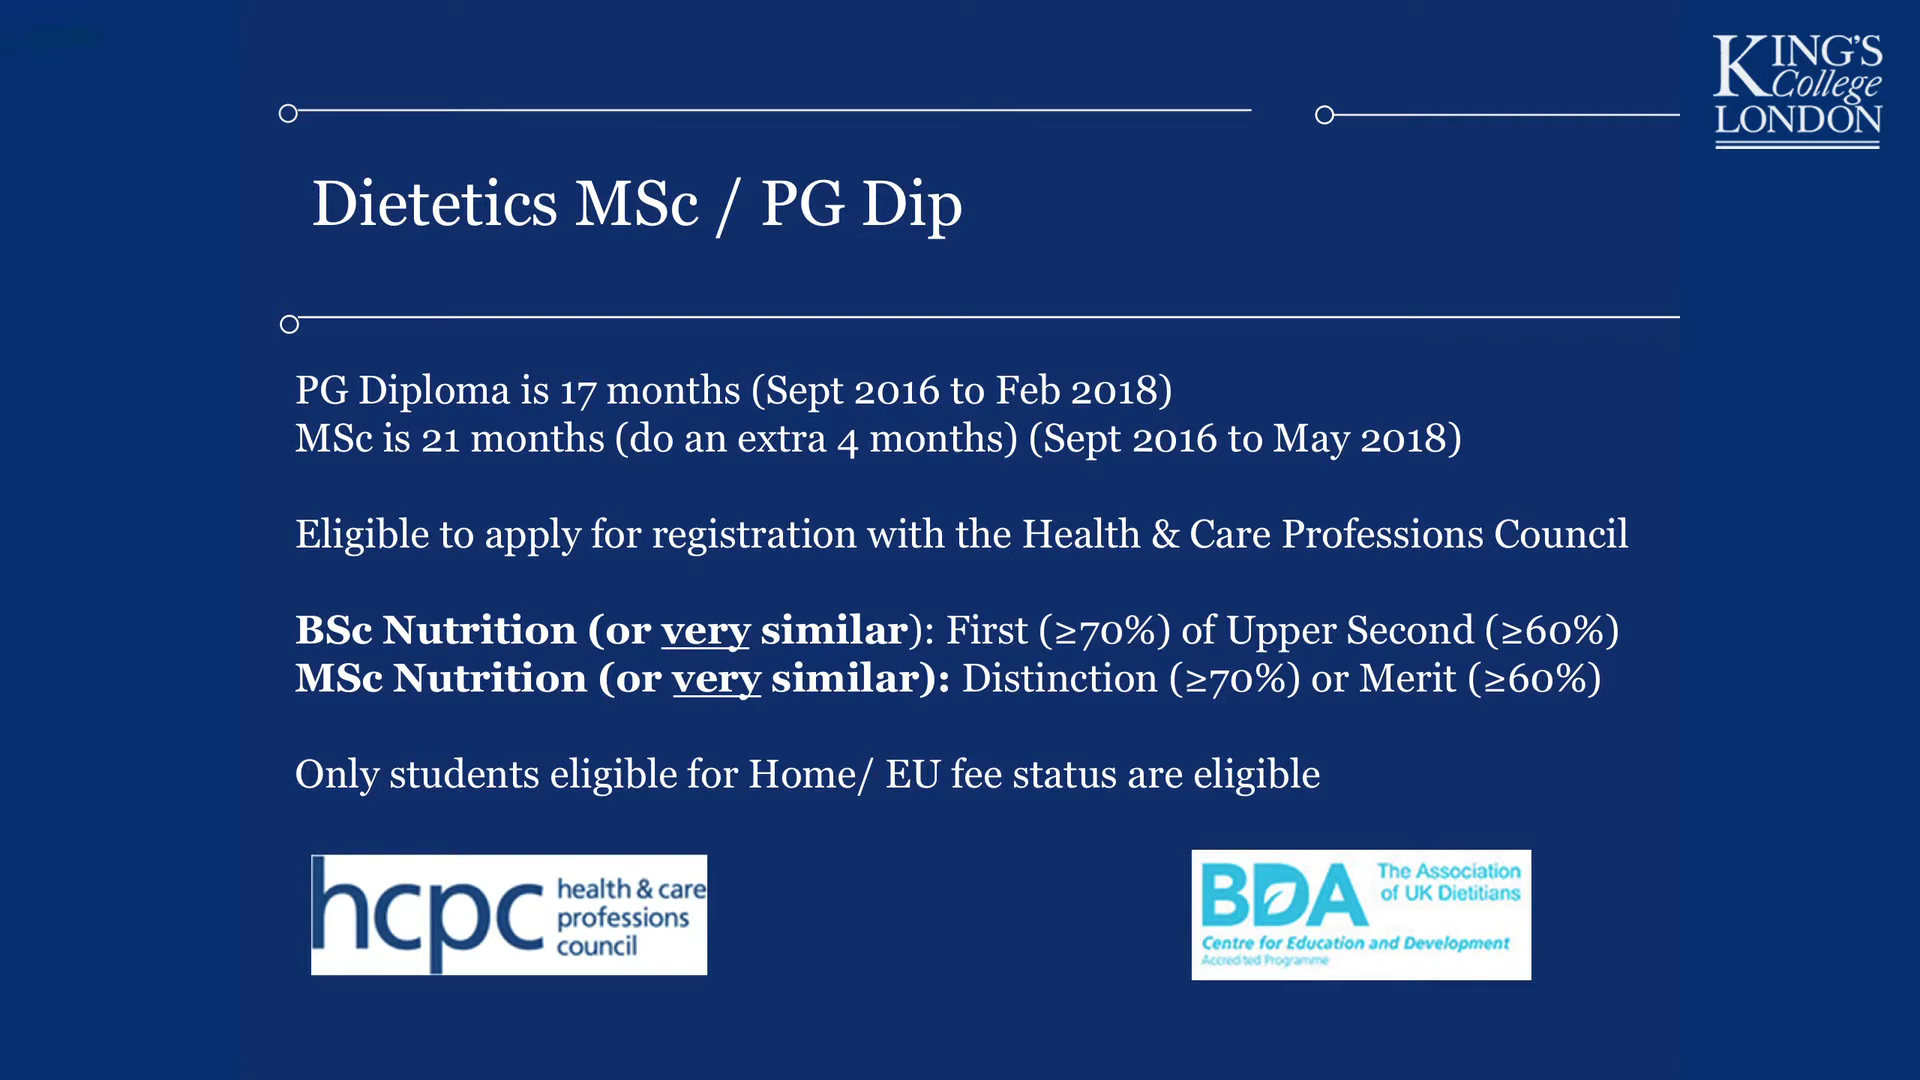 KING'S
College
LONDON
Dietetics MSc / PG Dip
PG Diploma is 17 months (Sept 2016 to Feb 2018)
MSc is 21 months (do an extra 4 months) (Sept 2016 to May 2018)
Eligible to apply for registration with the Health & Care Professions Council
BSc Nutrition (or very similar): First (≥70%) of Upper Second (≥60%)
MSc Nutrition (or very similar): Distinction (≥70%) or Merit (≥60%)
Only students eligible for Home/ EU fee status are eligible
hcpc health & care
professions
council
BDA The Association
of UK Dietitians
Centre for Education and Development
Accredited Programme